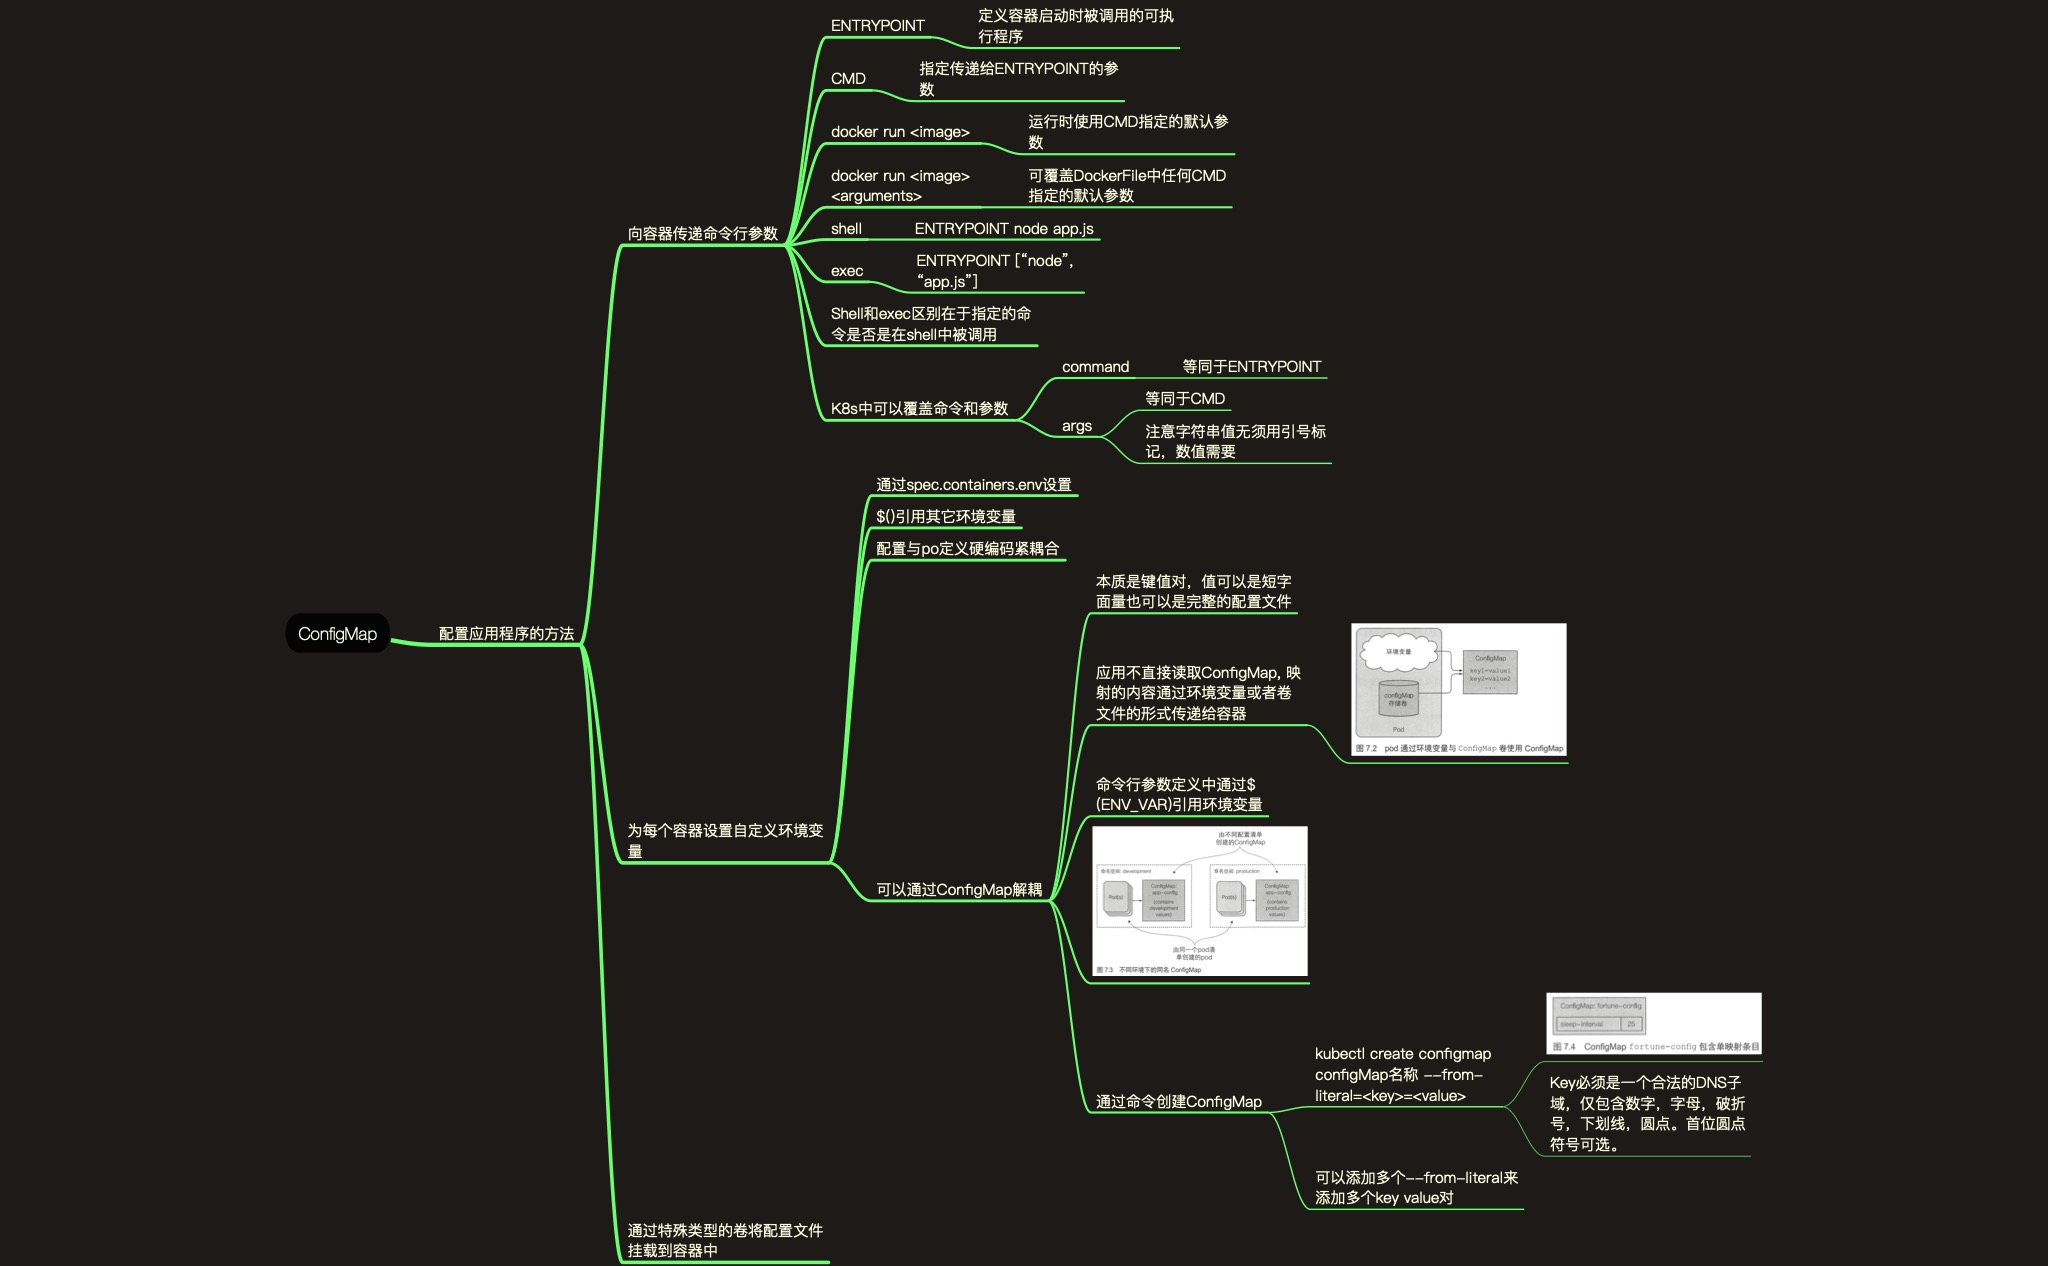 ENTRYPOINT
定义容器启动时被调用的可执
行程序
CMD
指定传递给ENTRYPOINT的参
数
docker run <image>
运行时使用CMD指定的默认参
数
docker run <image>
<arguments>
可覆盖DockerFile中任何CMD
指定的默认参数
向容器传递命令行参数
shell
ENTRYPOINT node app.js
exec
ENTRYPOINT [“node”,
“app.js”]
Shell和exec区别在于指定的命
令是否是在shell中被调用
K8s中可以覆盖命令和参数
command
等同于ENTRYPOINT
args
等同于CMD
注意字符串值无须用引号标
记，数值需要
ConfigMap
配置应用程序的方法
为每个容器设置自定义环境变
量
通过spec.containers.env设置
$()引用其它环境变量
配置与po定义硬编码紧耦合
可以通过ConfigMap解耦
本质是键值对，值可以是短字
面量也可以是完整的配置文件
应用不直接读取ConfigMap, 映
射的内容通过环境变量或者卷
文件的形式传递给容器
环境变量
configMap
存储卷
Pod
ConfigMap
key1=value1
key2=value2
...
图 7.2 pod 通过环境变量与 ConfigMap 卷使用 ConfigMap
命令行参数定义中通过$
(ENV_VAR)引用环境变量
由不同配置清单
创建的ConfigMap
命名空间: development
Pod(s)
ConfigMap:
app-config
(contains
development
values)
命名空间: production
Pod(s)
ConfigMap:
app-config
(contains
production
values)
由同一个pod清
单创建的pod
图 7.3 不同环境下的同名 ConfigMap
通过命令创建ConfigMap
kubectl create configmap
configMap名称 --from-
literal=<key>=<value>
ConfigMap: fortune-config
sleep-interval 25
图 7.4 ConfigMap fortune-config 包含单映射条目
Key必须是一个合法的DNS子
域，仅包含数字，字母，破折
号，下划线，圆点。首位圆点
符号可选。
可以添加多个--from-literal来
添加多个key value对
通过特殊类型的卷将配置文件
挂载到容器中